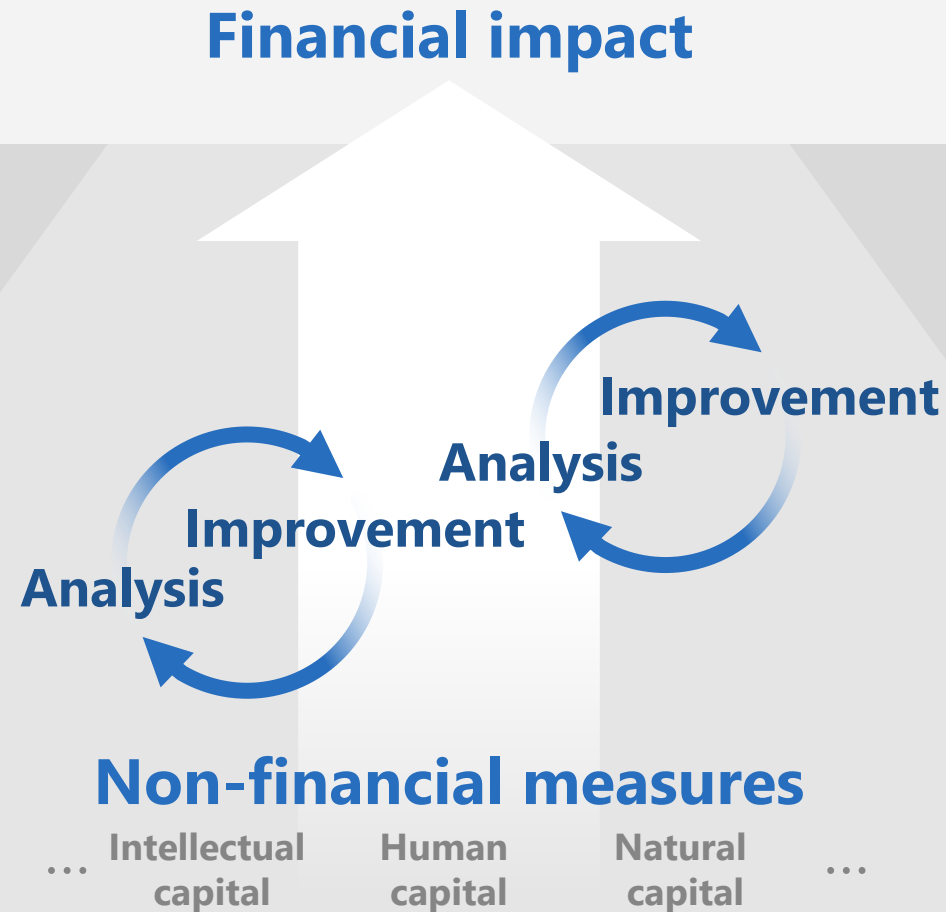 Financial impact
Improvement
Analysis
Improvement
Analysis
Non-financial measures
... Intellectual capital
Human capital
Natural capital ...